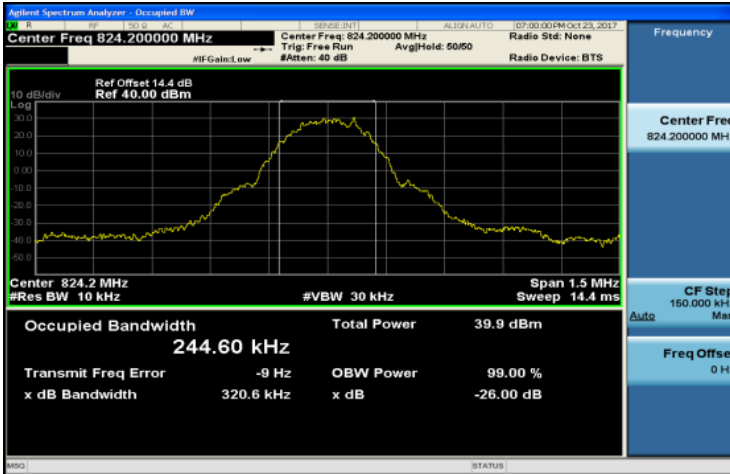 Agilent Spectrum Analyzer - Occupied BW
R RF 50 Ω AC SENSE:INT ALIGN AUTO 07:00:00 PM Oct 23, 2017
Center Freq 824.200000 MHz Center Freq: 824.200000 MHz Radio Std: None Frequency
Trig: Free Run Avg|Hold: 50/50
#IFGain:Low #Atten: 40 dB Radio Device: BTS
Ref Offset 14.4 dB
10 dB/div Ref 40.00 dBm
Log
30.0
20.0
10.0
0.00
-10.0
-20.0
-30.0
-40.0
-50.0
Center Freq
824.200000 MH
Center 824.2 MHz Span 1.5 MHz
#Res BW 10 kHz #VBW 30 kHz Sweep 14.4 ms
CF Step
150.000 kH
Auto Man
Occupied Bandwidth Total Power 39.9 dBm
244.60 kHz
Transmit Freq Error -9 Hz OBW Power 99.00 %
x dB Bandwidth 320.6 kHz x dB -26.00 dB
Freq Offse
0 H
MSG STATUS